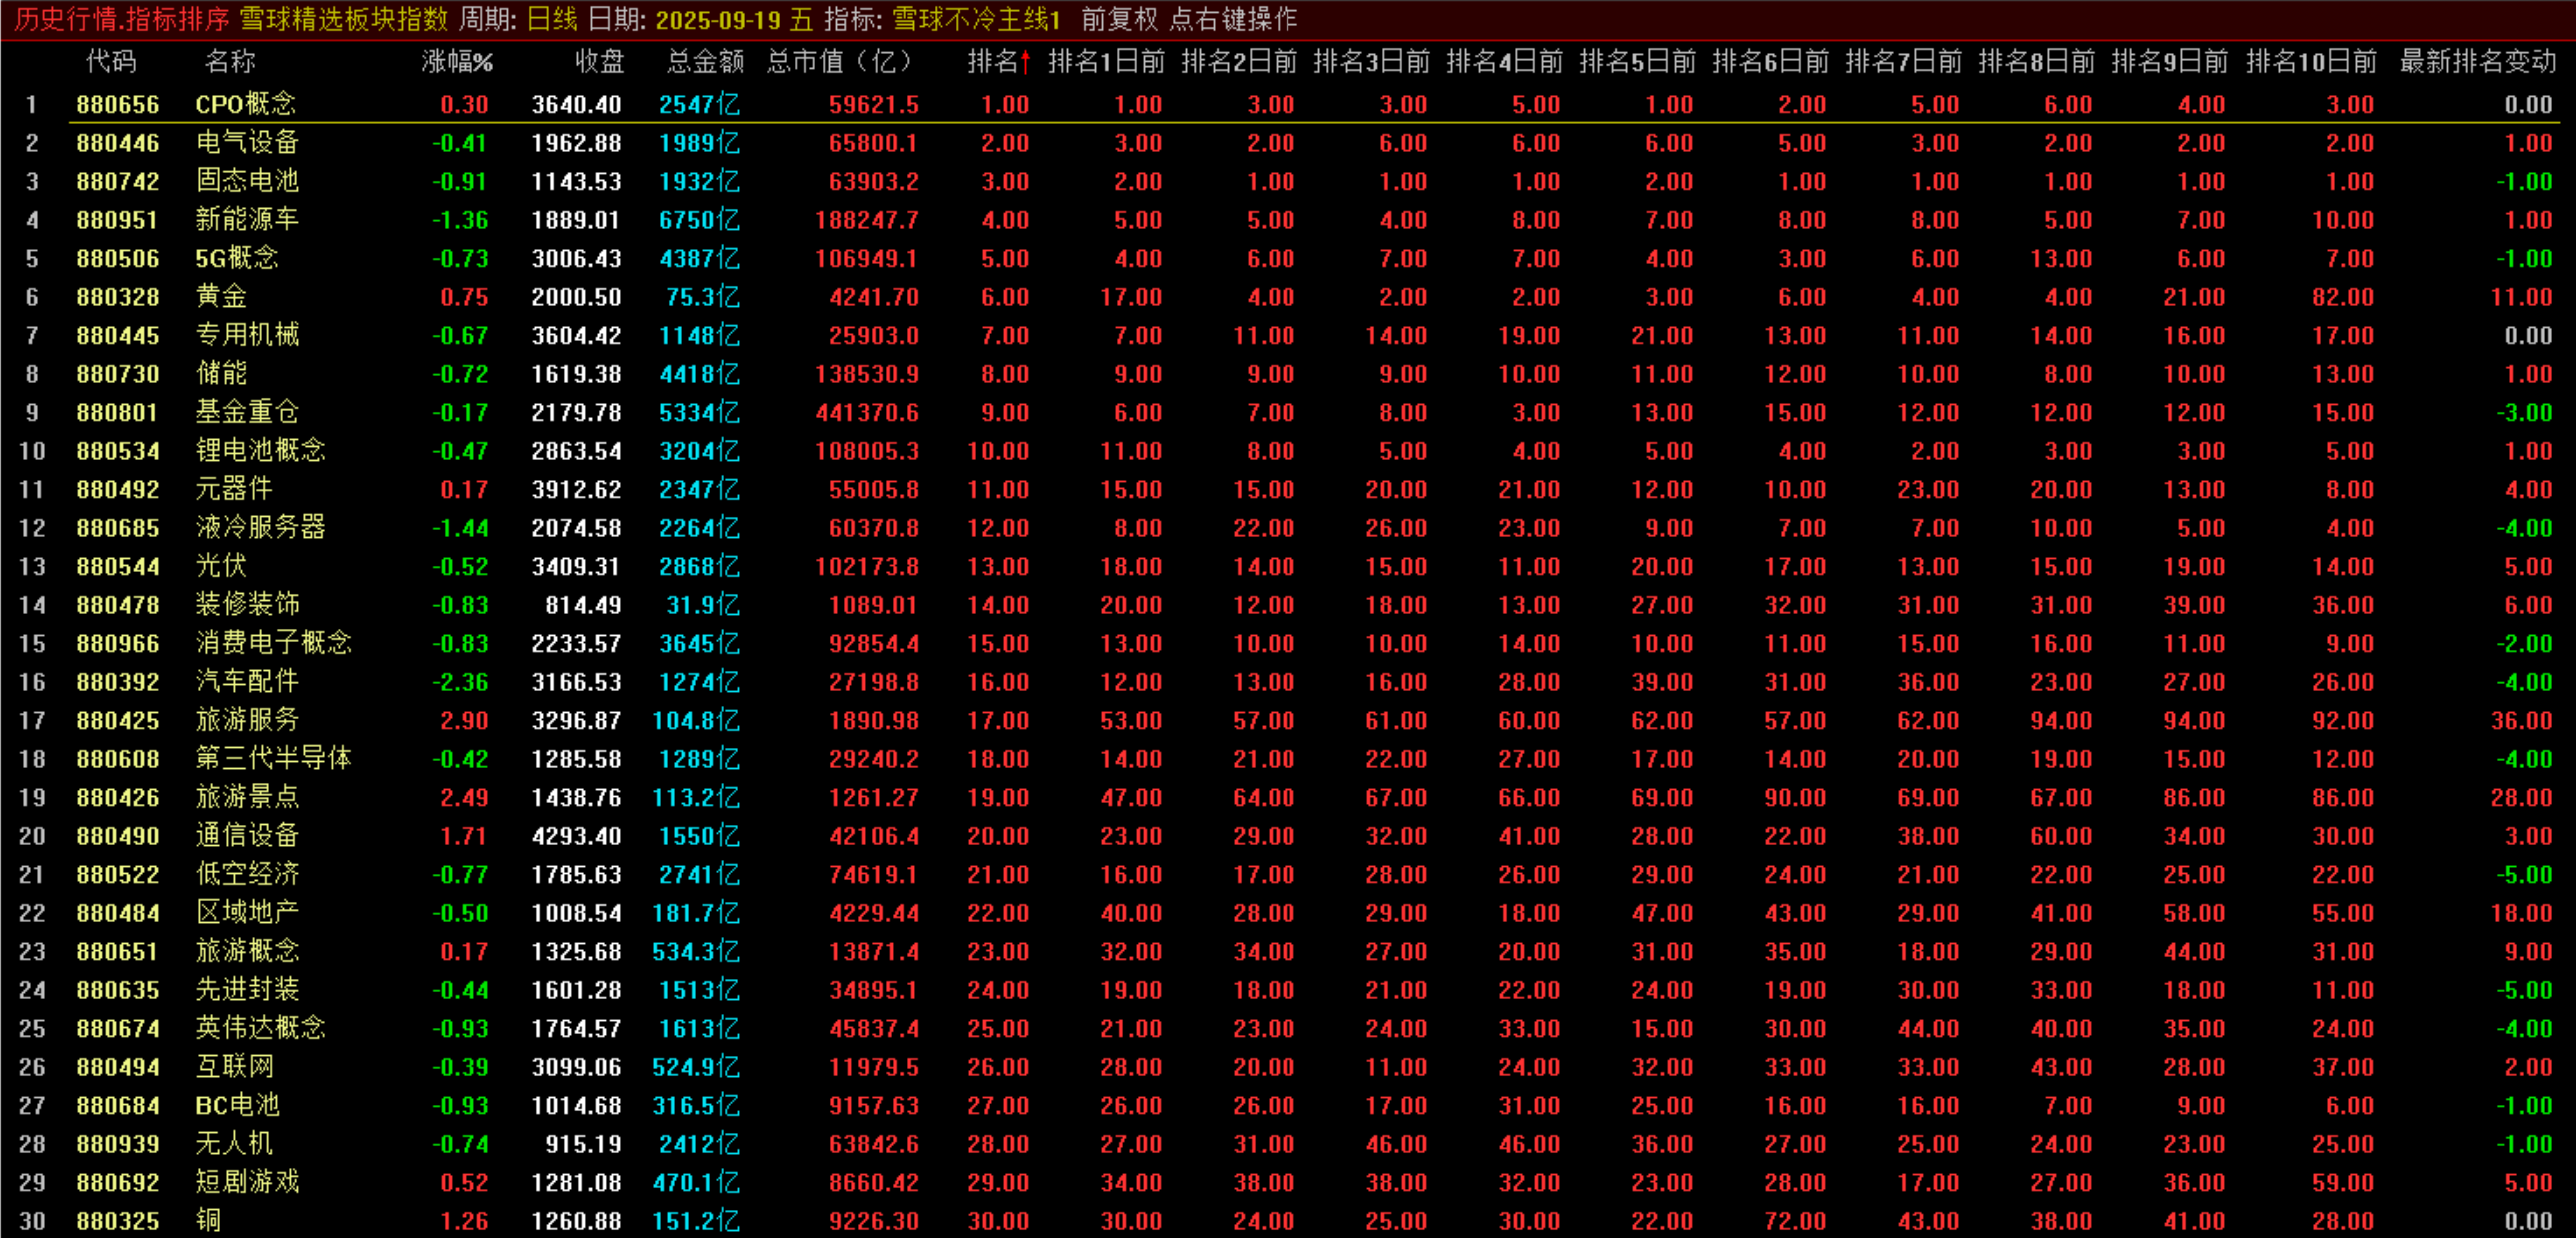 历史行情.指标排序 雪球精选板块指数 周期: 日线 日期: 2025-09-19 五 指标: 雪球不冷主线1 前复权 点右键操作
代码 名称 涨幅% 收盘 总金额 总市值（亿） 排名↑ 排名1日前 排名2日前 排名3日前 排名4日前 排名5日前 排名6日前 排名7日前 排名8日前 排名9日前 排名10日前 最新排名变动
1 880656 CPO概念 0.30 3640.40 2547亿 59621.5 1.00 1.00 3.00 3.00 5.00 1.00 2.00 5.00 6.00 4.00 3.00 0.00
2 880446 电气设备 -0.41 1962.88 1989亿 65800.1 2.00 3.00 2.00 6.00 6.00 6.00 5.00 3.00 2.00 2.00 2.00 1.00
3 880742 固态电池 -0.91 1143.53 1932亿 63903.2 3.00 2.00 1.00 1.00 1.00 2.00 1.00 1.00 1.00 1.00 1.00 -1.00
4 880951 新能源车 -1.36 1889.01 6750亿 188247.7 4.00 5.00 5.00 4.00 8.00 7.00 8.00 8.00 5.00 7.00 10.00 1.00
5 880506 5G概念 -0.73 3006.43 4387亿 106949.1 5.00 4.00 6.00 7.00 7.00 4.00 3.00 6.00 13.00 6.00 7.00 -1.00
6 880328 黄金 0.75 2000.50 75.3亿 4241.70 6.00 17.00 4.00 2.00 2.00 3.00 6.00 4.00 4.00 21.00 82.00 11.00
7 880445 专用机械 -0.67 3604.42 1148亿 25903.0 7.00 7.00 11.00 14.00 19.00 21.00 13.00 11.00 14.00 16.00 17.00 0.00
8 880730 储能 -0.72 1619.38 4418亿 138530.9 8.00 9.00 9.00 9.00 10.00 11.00 12.00 10.00 8.00 10.00 13.00 1.00
9 880801 基金重仓 -0.17 2179.78 5334亿 441370.6 9.00 6.00 7.00 8.00 3.00 13.00 15.00 12.00 12.00 12.00 15.00 -3.00
10 880534 锂电池概念 -0.47 2863.54 3204亿 108005.3 10.00 11.00 8.00 5.00 4.00 5.00 4.00 2.00 3.00 3.00 5.00 1.00
11 880492 元器件 0.17 3912.62 2347亿 55005.8 11.00 15.00 15.00 20.00 21.00 12.00 10.00 23.00 20.00 13.00 8.00 4.00
12 880685 液冷服务器 -1.44 2074.58 2264亿 60370.8 12.00 8.00 22.00 26.00 23.00 9.00 7.00 7.00 10.00 5.00 4.00 -4.00
13 880544 光伏 -0.52 3409.31 2868亿 102173.8 13.00 18.00 14.00 15.00 11.00 20.00 17.00 13.00 15.00 19.00 14.00 5.00
14 880478 装修装饰 -0.83 814.49 31.9亿 1089.01 14.00 20.00 12.00 18.00 13.00 27.00 32.00 31.00 31.00 39.00 36.00 6.00
15 880966 消费电子概念 -0.83 2233.57 3645亿 92854.4 15.00 13.00 10.00 10.00 14.00 10.00 11.00 15.00 16.00 11.00 9.00 -2.00
16 880392 汽车配件 -2.36 3166.53 1274亿 27198.8 16.00 12.00 13.00 16.00 28.00 39.00 31.00 36.00 23.00 27.00 26.00 -4.00
17 880425 旅游服务 2.90 3296.87 104.8亿 1890.98 17.00 53.00 57.00 61.00 60.00 62.00 57.00 62.00 94.00 94.00 92.00 36.00
18 880608 第三代半导体 -0.42 1285.58 1289亿 29240.2 18.00 14.00 21.00 22.00 27.00 17.00 14.00 20.00 19.00 15.00 12.00 -4.00
19 880426 旅游景点 2.49 1438.76 113.2亿 1261.27 19.00 47.00 64.00 67.00 66.00 69.00 90.00 69.00 67.00 86.00 86.00 28.00
20 880490 通信设备 1.71 4293.40 1550亿 42106.4 20.00 23.00 29.00 32.00 41.00 28.00 22.00 38.00 60.00 34.00 30.00 3.00
21 880522 低空经济 -0.77 1785.63 2741亿 74619.1 21.00 16.00 17.00 28.00 26.00 29.00 24.00 21.00 22.00 25.00 22.00 -5.00
22 880484 区域地产 -0.50 1008.54 181.7亿 4229.44 22.00 40.00 28.00 29.00 18.00 47.00 43.00 29.00 41.00 58.00 55.00 18.00
23 880651 旅游概念 0.17 1325.68 534.3亿 13871.4 23.00 32.00 34.00 27.00 20.00 31.00 35.00 18.00 29.00 44.00 31.00 9.00
24 880635 先进封装 -0.44 1601.28 1513亿 34895.1 24.00 19.00 18.00 21.00 22.00 24.00 19.00 30.00 33.00 18.00 11.00 -5.00
25 880674 英伟达概念 -0.93 1764.57 1613亿 45837.4 25.00 21.00 23.00 24.00 33.00 15.00 30.00 44.00 40.00 35.00 24.00 -4.00
26 880494 互联网 -0.39 3099.06 524.9亿 11979.5 26.00 28.00 20.00 11.00 24.00 32.00 33.00 33.00 43.00 28.00 37.00 2.00
27 880684 BC电池 -0.93 1014.68 316.5亿 9157.63 27.00 26.00 26.00 17.00 31.00 25.00 16.00 16.00 7.00 9.00 6.00 -1.00
28 880939 无人机 -0.74 915.19 2412亿 63842.6 28.00 27.00 31.00 46.00 46.00 36.00 27.00 25.00 24.00 23.00 25.00 -1.00
29 880692 短剧游戏 0.52 1281.08 470.1亿 8660.42 29.00 34.00 38.00 38.00 32.00 23.00 28.00 17.00 27.00 36.00 59.00 5.00
30 880325 铜 1.26 1260.88 151.2亿 9226.30 30.00 30.00 24.00 25.00 30.00 22.00 72.00 43.00 38.00 41.00 28.00 0.00